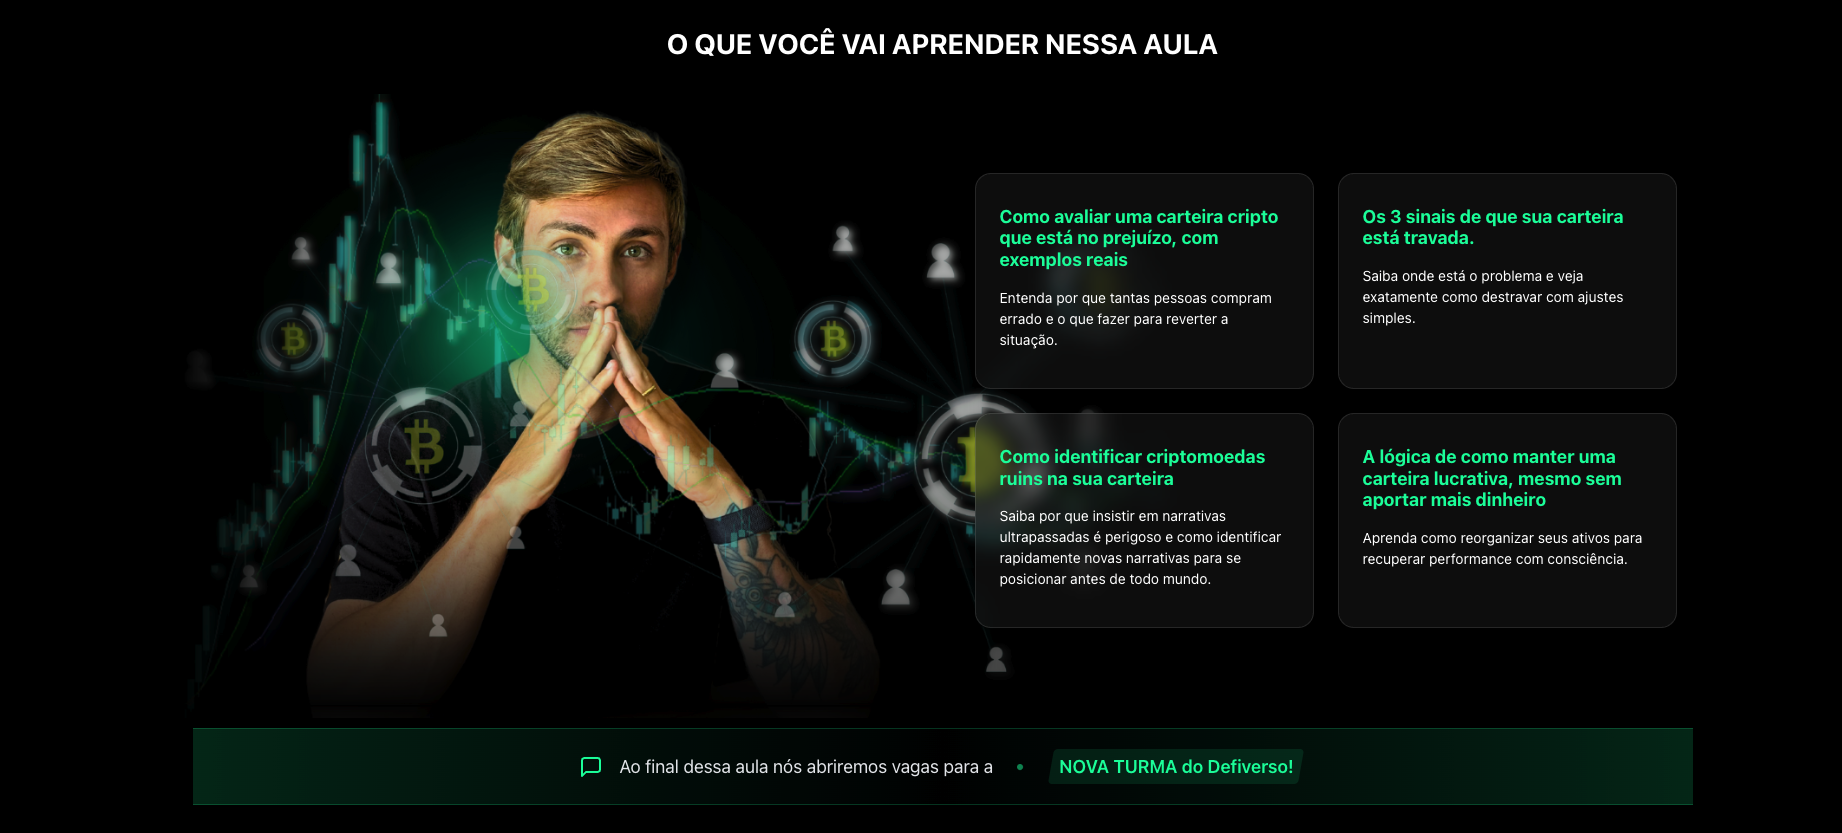 O QUE VOCÊ VAI APRENDER NESSA AULA
Como avaliar uma carteira cripto
que está no prejuízo, com
exemplos reais
Entenda por que tantas pessoas compram
errado e o que fazer para reverter a
situação.
Os 3 sinais de que sua carteira
está travada.
Saiba onde está o problema e veja
exatamente como destravar com ajustes
simples.
Como identificar criptomoedas
ruins na sua carteira
Saiba por que insistir em narrativas
ultrapassadas é perigoso e como identificar
rapidamente novas narrativas para se
posicionar antes de todo mundo.
A lógica de como manter uma
carteira lucrativa, mesmo sem
aportar mais dinheiro
Aprenda como reorganizar seus ativos para
recuperar performance com consciência.
Ao final dessa aula nós abriremos vagas para a • NOVA TURMA do Defiverso!